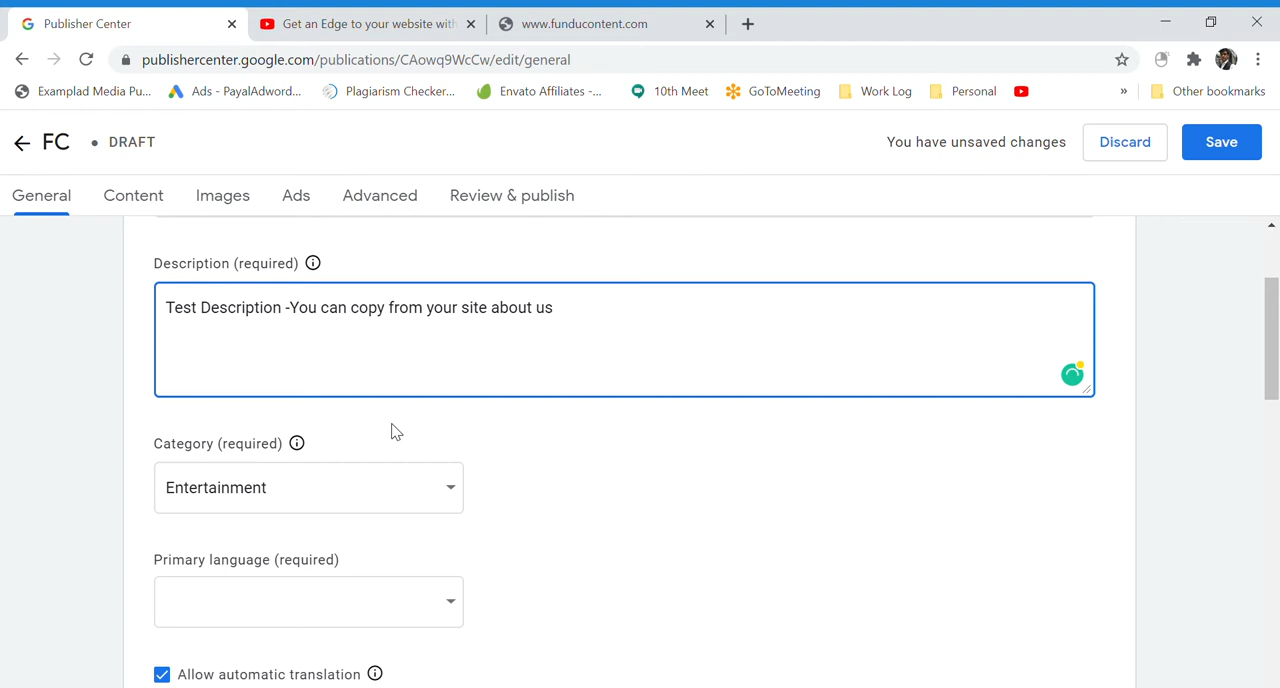 Publisher Center
Get an Edge to your website with
www.funducontent.com
publishercenter.google.com/publications/CAowq9WcCw/edit/general
Examplad Media Pu...
Ads - PayalAdword...
Plagiarism Checker...
Envato Affiliates -...
10th Meet
GoToMeeting
Work Log
Personal
»
Other bookmarks
FC • DRAFT
You have unsaved changes
Discard
Save
General
Content
Images
Ads
Advanced
Review & publish
Description (required)
Test Description -You can copy from your site about us
Category (required)
Entertainment
Primary language (required)
Allow automatic translation